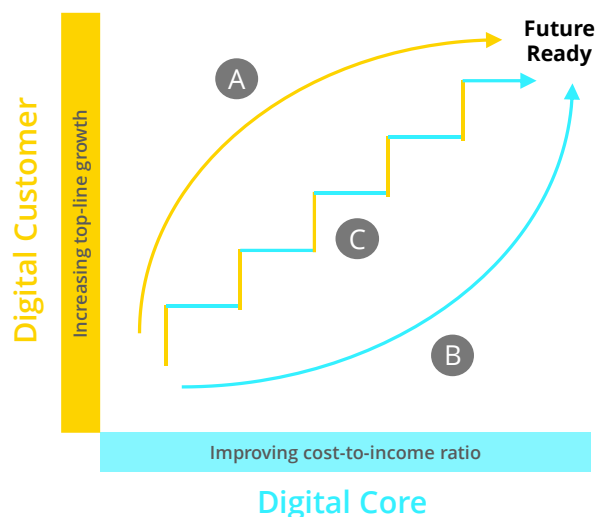 Future
Ready
A
Digital Customer
Increasing top-line growth
C
B
Improving cost-to-income ratio
Digital Core